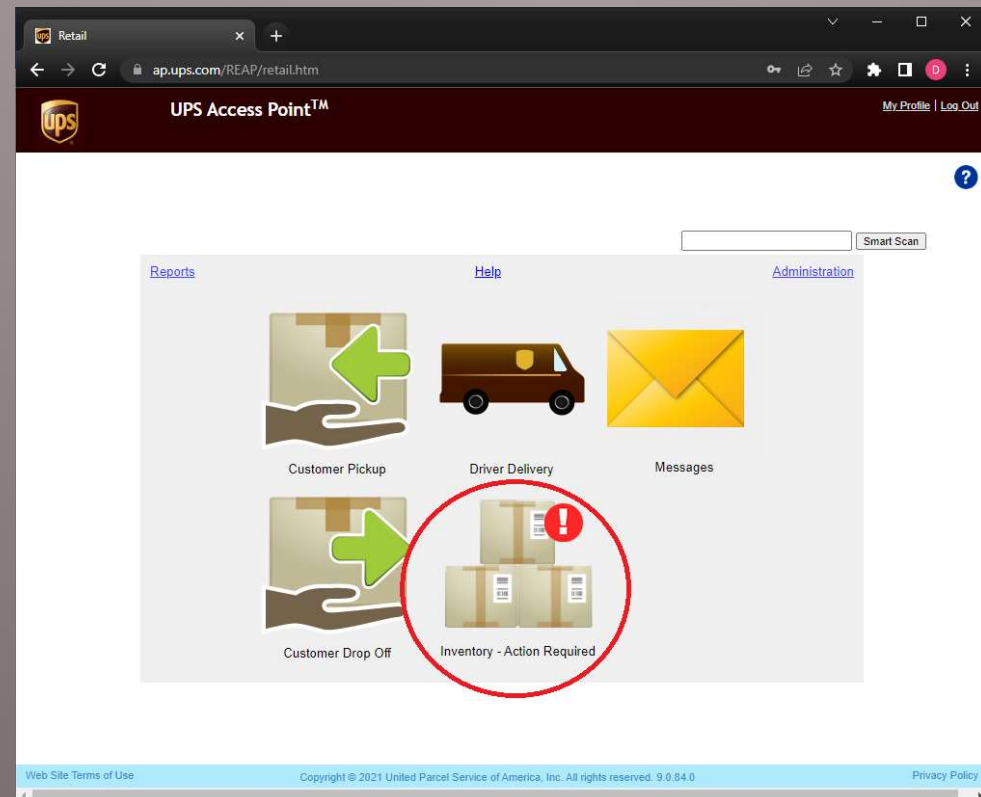 Retail
ap.ups.com/REAP/retail.htm
D
ups
UPS Access Point™
My Profile | Log Out
?
Smart Scan
Reports Help Administration
Customer Pickup Driver Delivery Messages
!
Customer Drop Off Inventory - Action Required
Web Site Terms of Use Copyright © 2021 United Parcel Service of America, Inc. All rights reserved. 9.0.84.0 Privacy Policy